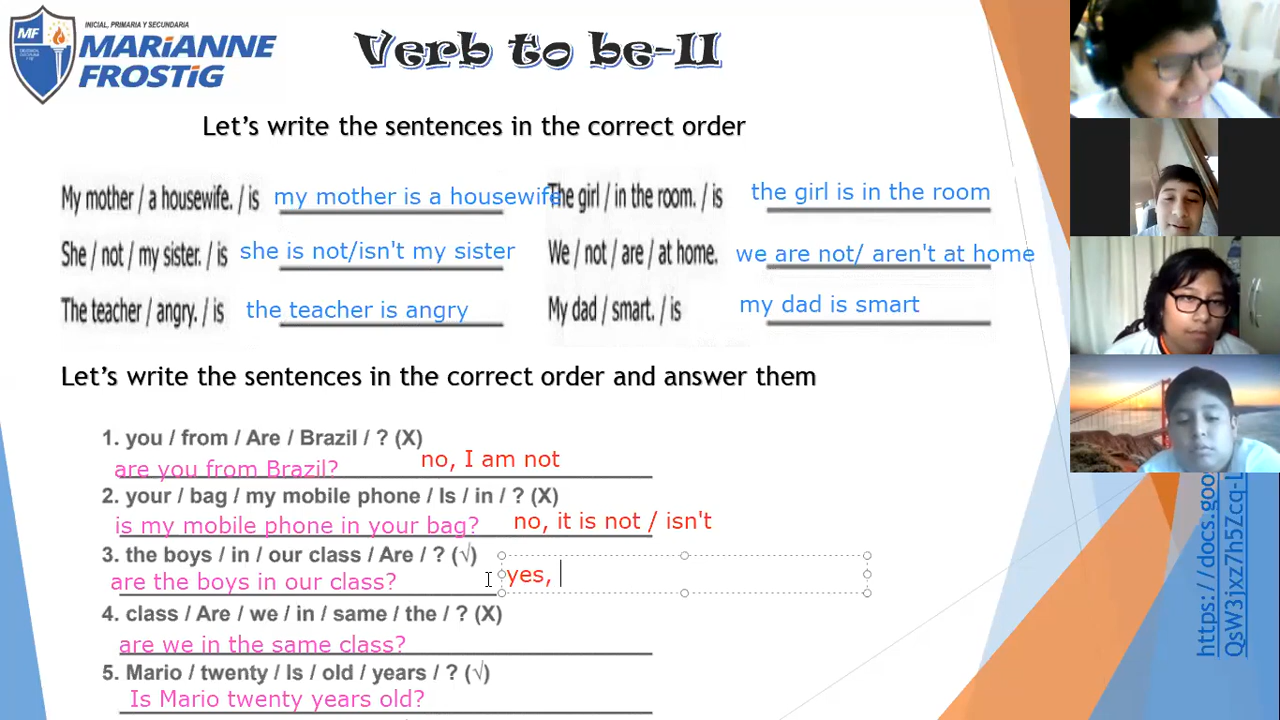 INICIAL, PRIMARIA Y SECUNDARIA
MF
MARiANNE
FROSTiG
Verb to be-II
Let's write the sentences in the correct order
My mother / a housewife. / is my mother is a housewife
The girl / in the room. / is the girl is in the room
She / not / my sister. / is she is not/isn't my sister
We / not / are / at home. we are not/ aren't at home
The teacher / angry. / is the teacher is angry
My dad / smart. / is my dad is smart
Let's write the sentences in the correct order and answer them
1. you / from / Are / Brazil / ? (X)
are you from Brazil? no, I am not
2. your / bag / my mobile phone / Is / in / ? (X)
is my mobile phone in your bag? no, it is not / isn't
3. the boys / in / our class / Are / ? (√)
are the boys in our class? yes,
4. class / Are / we / in / same / the / ? (X)
are we in the same class?
5. Mario / twenty / Is / old / years / ? (√)
Is Mario twenty years old?
https://docs.goo
QsW3jxz7h5Zcq-L